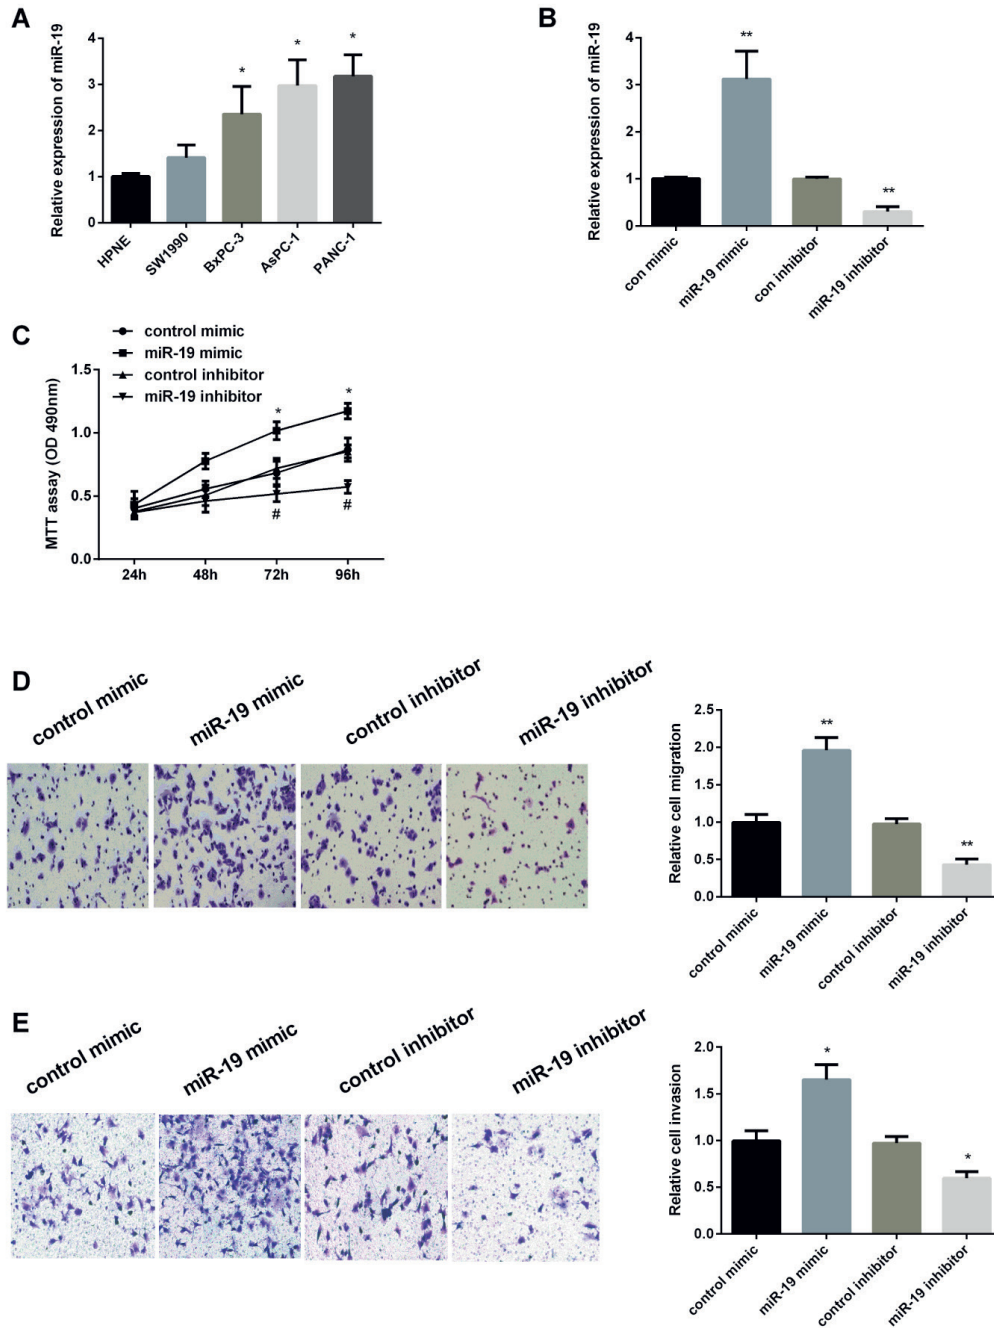 A
Relative expression of miR-19
4
3
2
1
0
*
*
*
HPNE
SW1990
BxPC-3
AsPC-1
PANC-1
B
Relative expression of miR-19
4
3
2
1
0
**
**
con mimic
miR-19 mimic
con inhibitor
miR-19 inhibitor
C
control mimic
miR-19 mimic
control inhibitor
miR-19 inhibitor
MTT assay (OD 490nm)
1.5
1.0
0.5
0.0
*
*
#
#
24h
48h
72h
96h
D
control mimic
miR-19 mimic
control inhibitor
miR-19 inhibitor
Relative cell migration
2.5
2.0
1.5
1.0
0.5
0.0
**
**
control mimic
miR-19 mimic
control inhibitor
miR-19 inhibitor
E
control mimic
miR-19 mimic
control inhibitor
miR-19 inhibitor
Relative cell invasion
2.0
1.5
1.0
0.5
0.0
*
*
control mimic
miR-19 mimic
control inhibitor
miR-19 inhibitor